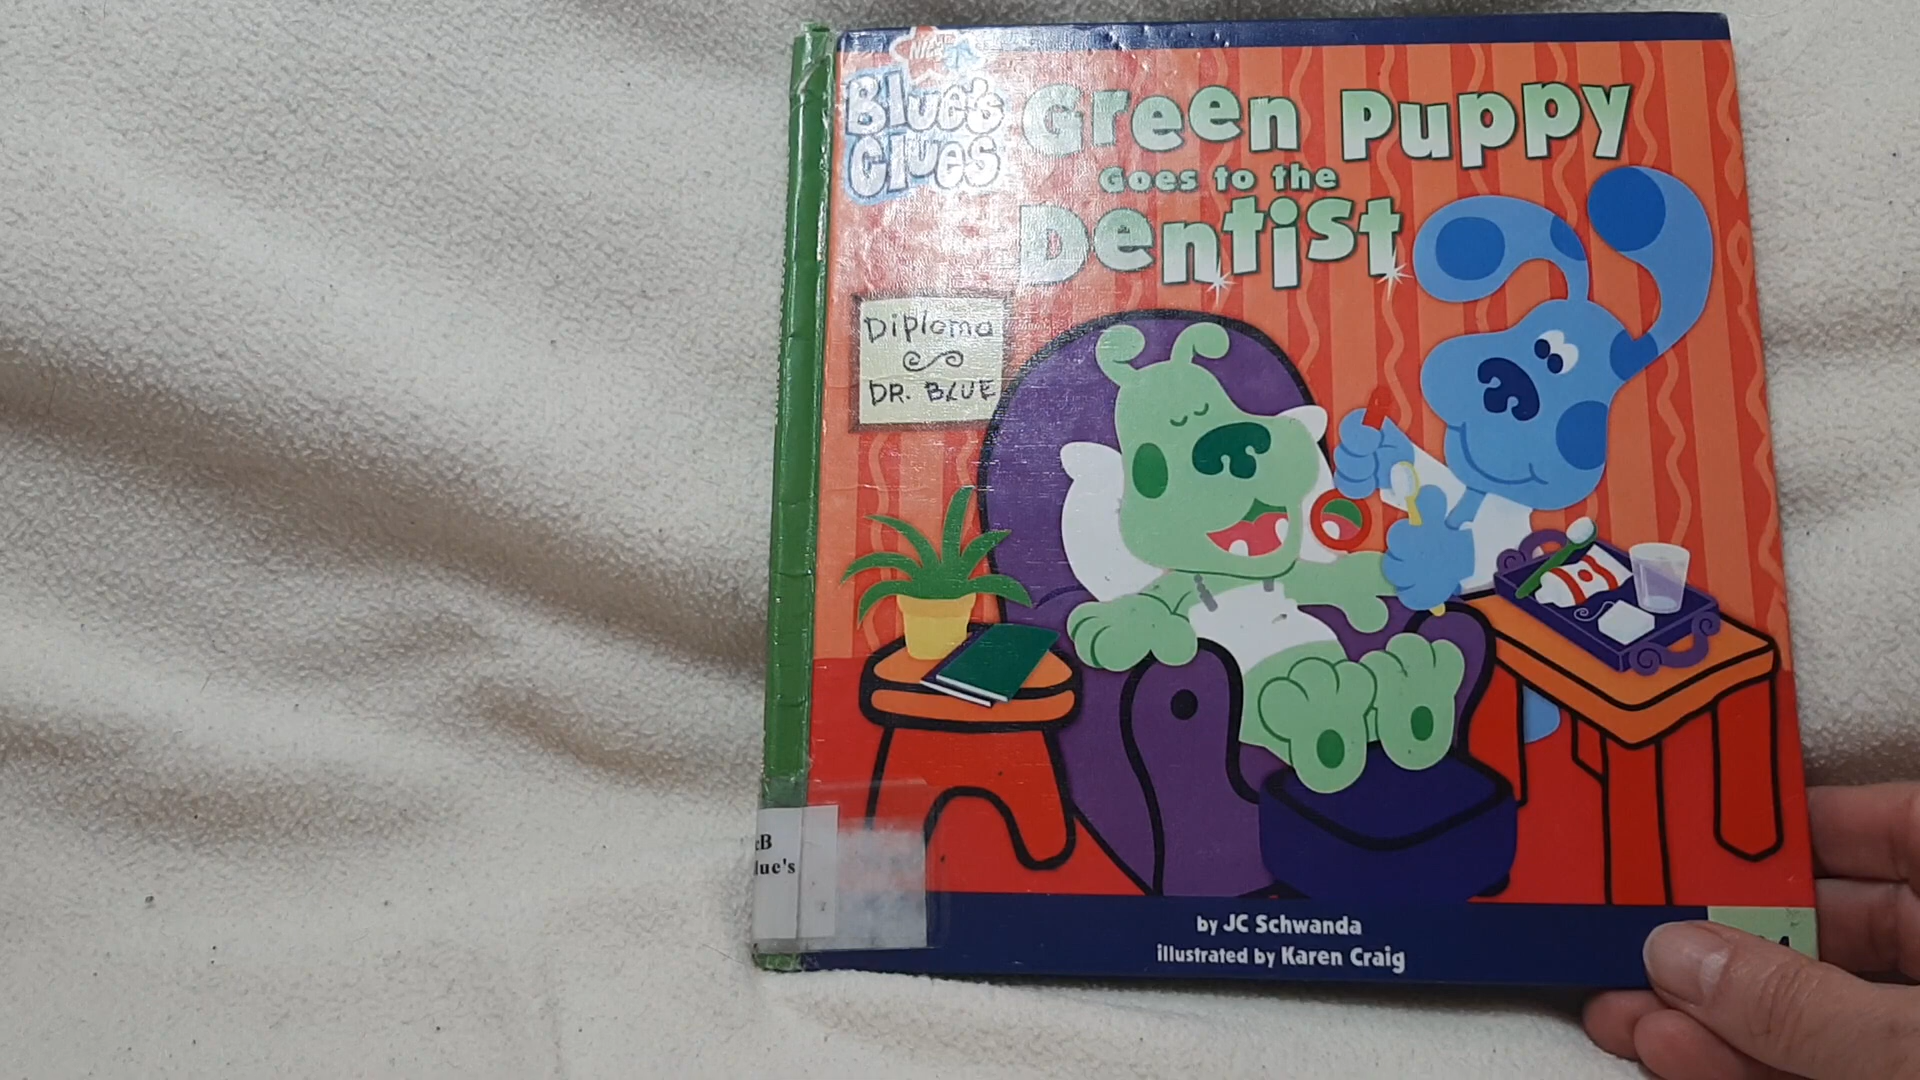 Blue's
Clues
Green Puppy
Goes to the
Dentist
Diploma
DR. BLUE
lue's
by JC Schwanda
illustrated by Karen Craig